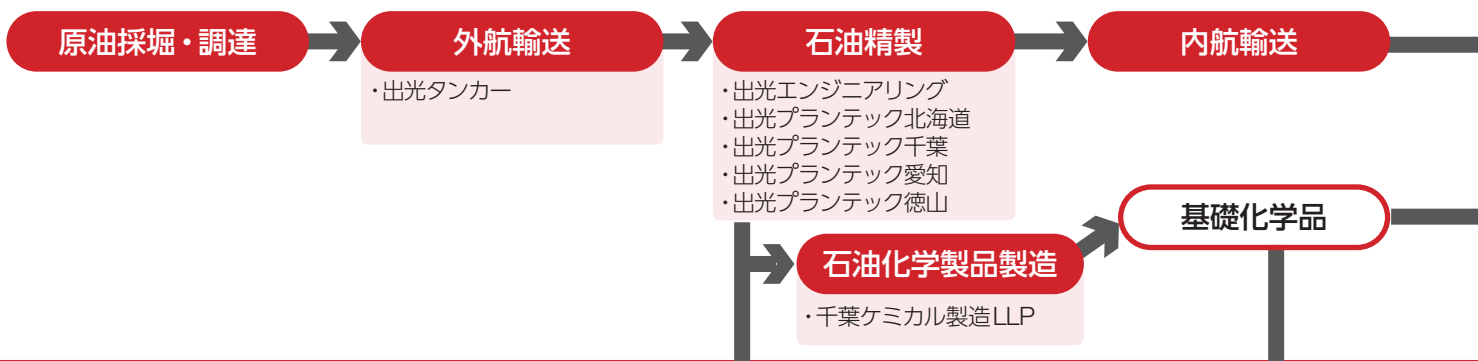 原油採堀・調達
外航輸送
・出光タンカー
石油精製
・出光エンジニアリング
・出光プランテック北海道
・出光プランテック千葉
・出光プランテック愛知
・出光プランテック徳山
内航輸送
石油化学製品製造
・千葉ケミカル製造LLP
基礎化学品